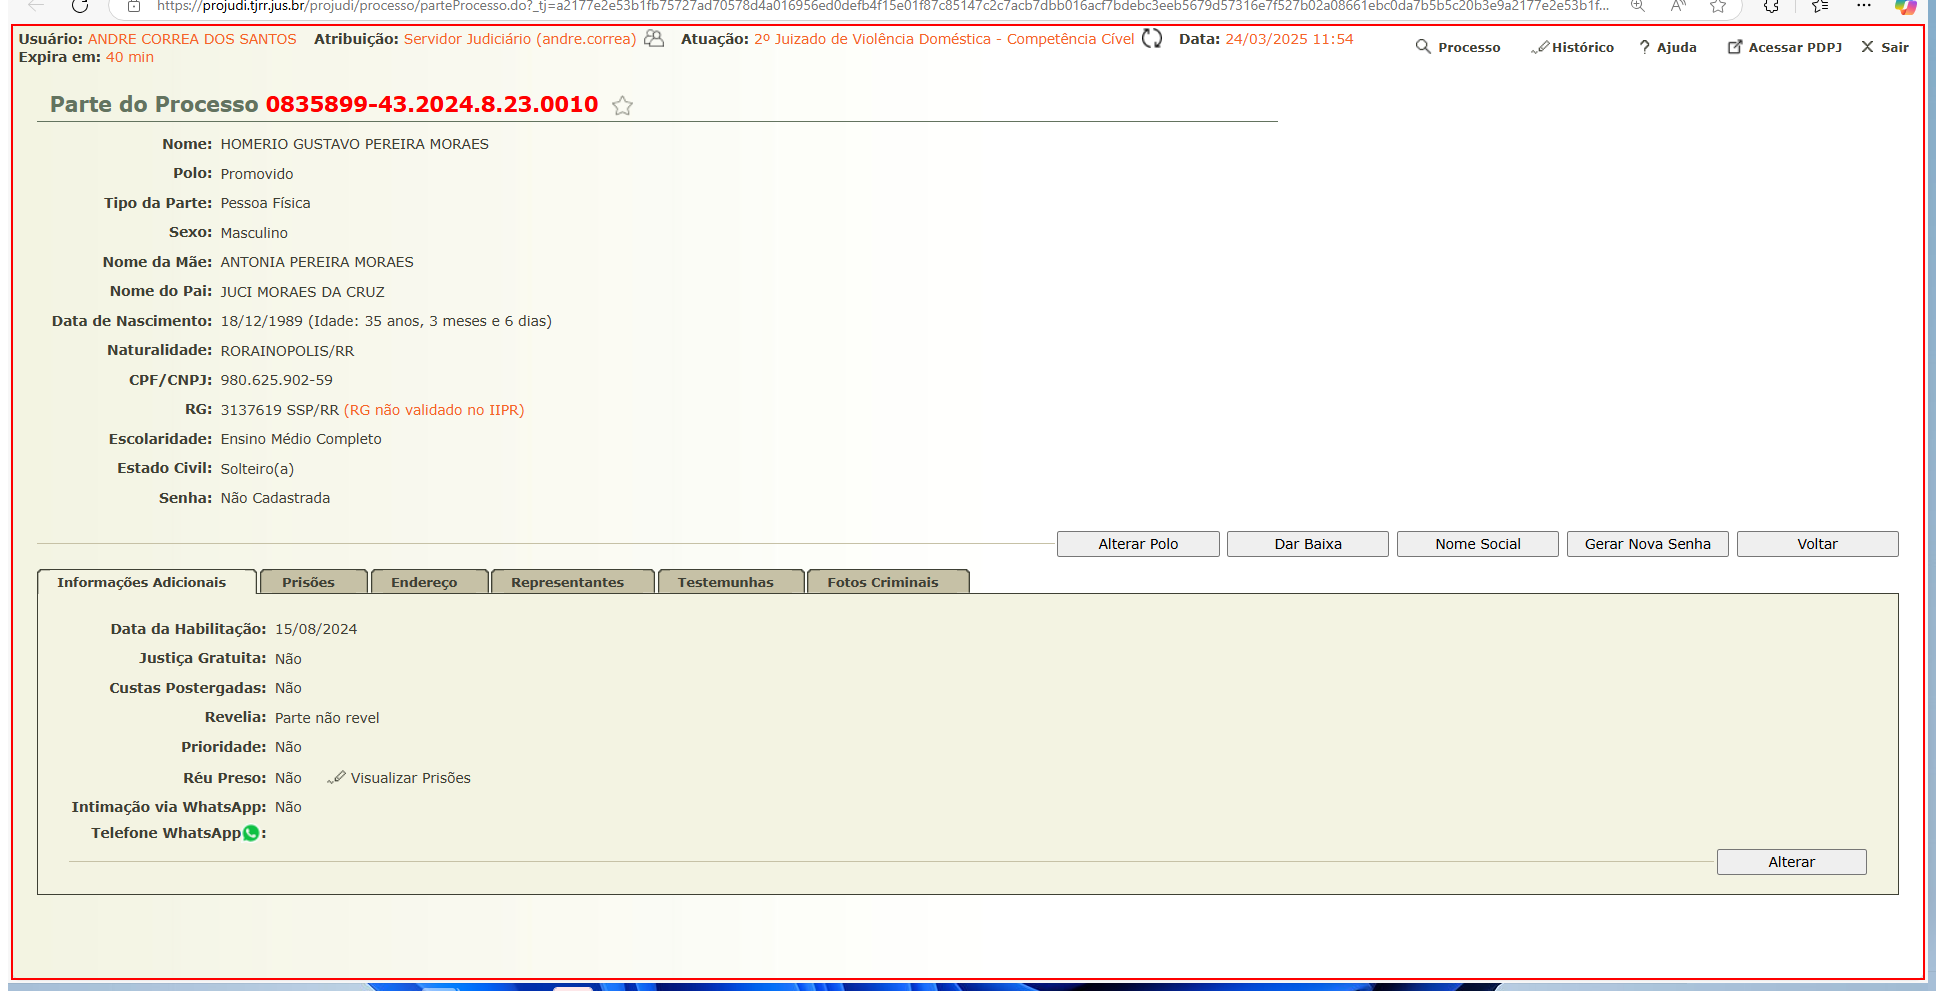 https://projudi.tjrr.jus.br/projudi/processo/parteProcesso.do?_tj=a2177e2e53b1fb75727ad70578d4a016956ed0defb4f15e01f87c85147c2c7acb7dbb016acf7bdebc3eeb5679d57316e7f527b02a08661ebc0da7b5b5c20b3e9a2177e2e53b1f...
Usuário: ANDRE CORREA DOS SANTOS Atribuição: Servidor Judiciário (andre.correa) Atuação: 2º Juizado de Violência Doméstica - Competência Cível Data: 24/03/2025 11:54
Expira em: 40 min
Processo Histórico ? Ajuda Acessar PDPJ X Sair
Parte do Processo 0835899-43.2024.8.23.0010
Nome: HOMERIO GUSTAVO PEREIRA MORAES
Polo: Promovido
Tipo da Parte: Pessoa Física
Sexo: Masculino
Nome da Mãe: ANTONIA PEREIRA MORAES
Nome do Pai: JUCI MORAES DA CRUZ
Data de Nascimento: 18/12/1989 (Idade: 35 anos, 3 meses e 6 dias)
Naturalidade: RORAINOPOLIS/RR
CPF/CNPJ: 980.625.902-59
RG: 3137619 SSP/RR (RG não validado no IIPR)
Escolaridade: Ensino Médio Completo
Estado Civil: Solteiro(a)
Senha: Não Cadastrada
Alterar Polo Dar Baixa Nome Social Gerar Nova Senha Voltar
Informações Adicionais Prisões Endereço Representantes Testemunhas Fotos Criminais
Data da Habilitação: 15/08/2024
Justiça Gratuita: Não
Custas Postergadas: Não
Revelia: Parte não revel
Prioridade: Não
Réu Preso: Não Visualizar Prisões
Intimação via WhatsApp: Não
Telefone WhatsApp:
Alterar